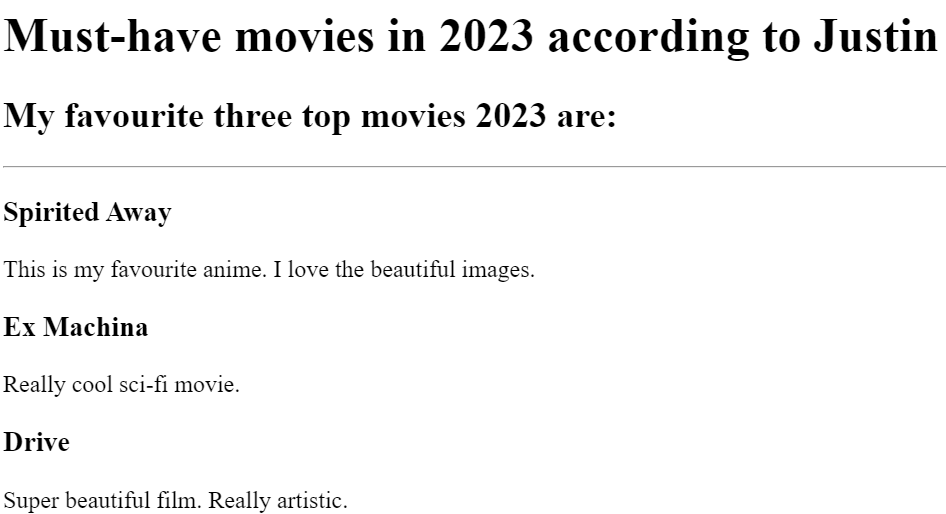 Must-have movies in 2023 according to Justin
My favourite three top movies 2023 are:
Spirited Away
This is my favourite anime. I love the beautiful images.
Ex Machina
Really cool sci-fi movie.
Drive
Super beautiful film. Really artistic.